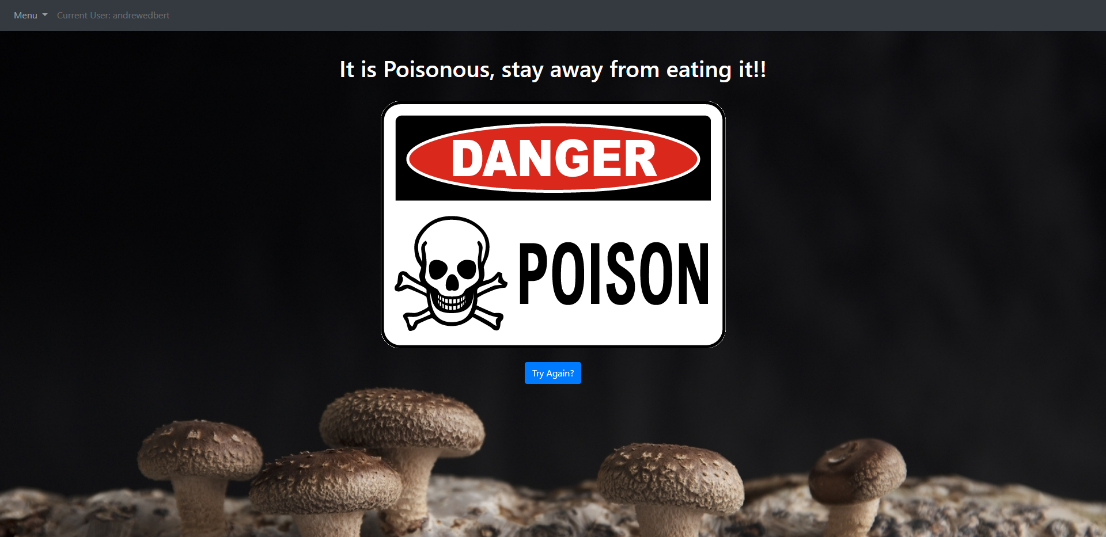 Menu Current User: andrewedbert
It is Poisonous, stay away from eating it!!
DANGER
POISON
Try Again?